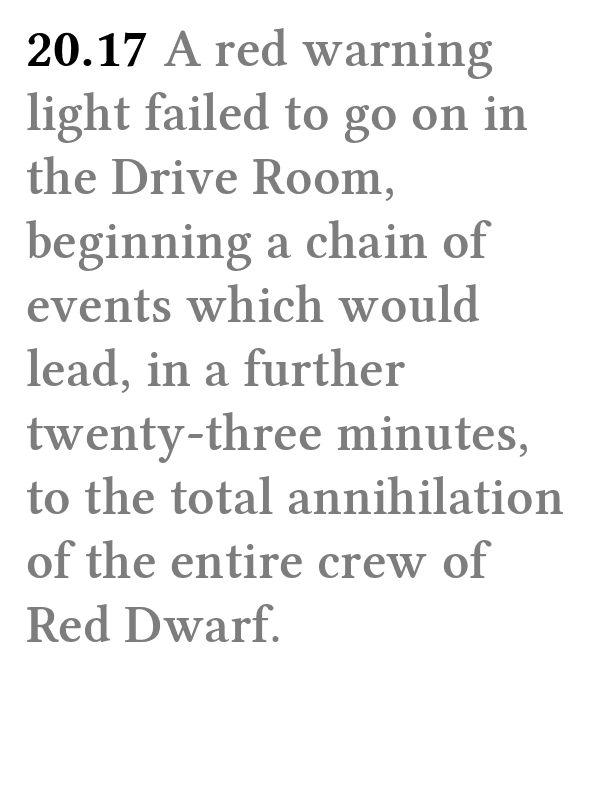 20.17 A red warning
light failed to go on in
the Drive Room,
beginning a chain of
events which would
lead, in a further
twenty-three minutes,
to the total annihilation
of the entire crew of
Red Dwarf.